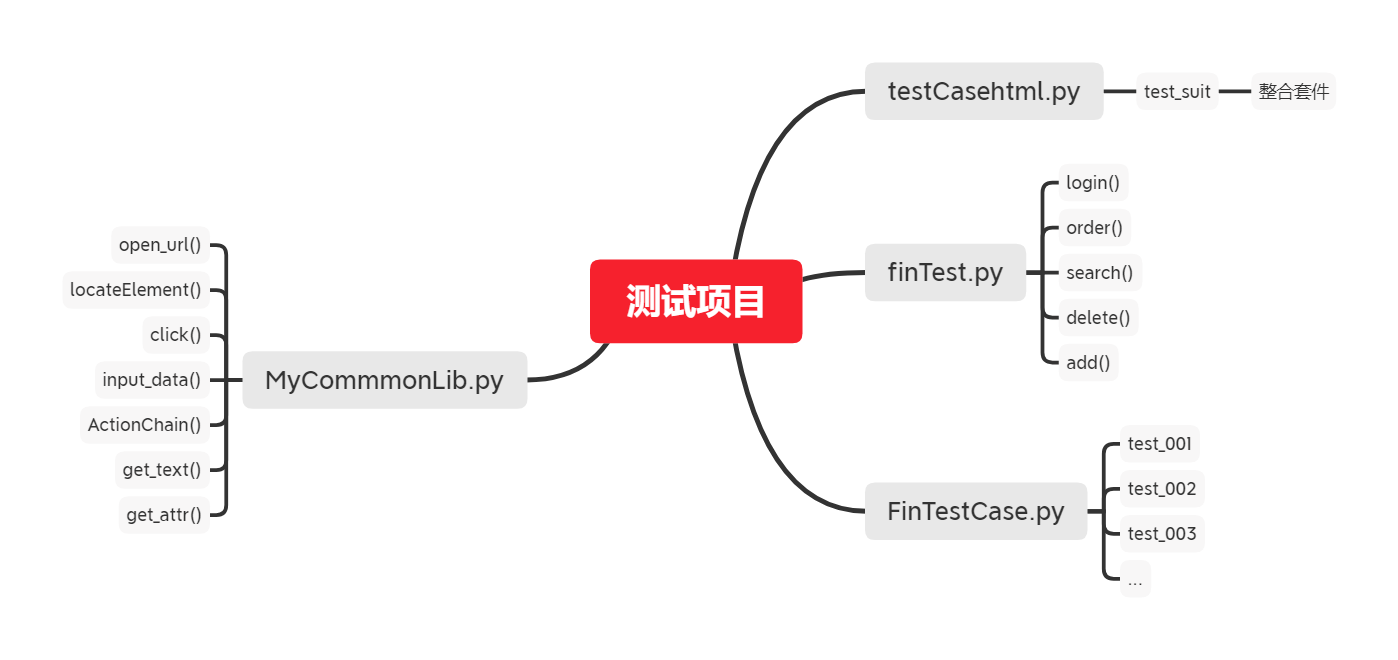 测试项目
testCasehtml.py
test_suit
整合套件
finTest.py
login()
order()
search()
delete()
add()
FinTestCase.py
test_001
test_002
test_003
...
MyCommmonLib.py
open_url()
locateElement()
click()
input_data()
ActionChain()
get_text()
get_attr()